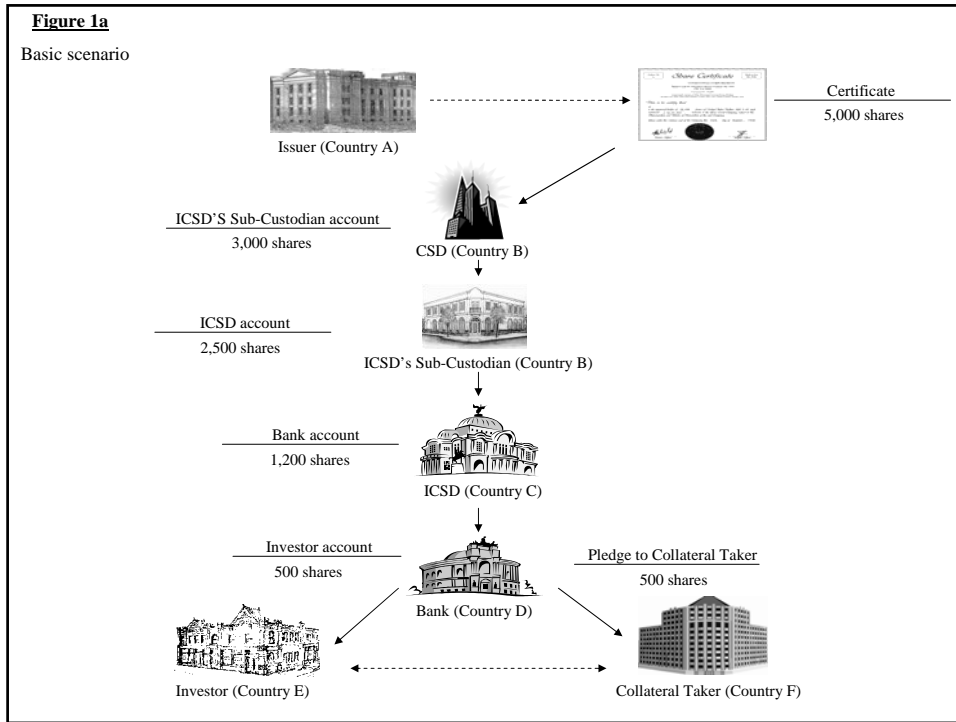 Figure 1a
Basic scenario
Share Certificate
Certificate
5,000 shares
Issuer (Country A)
ICSD'S Sub-Custodian account
3,000 shares
CSD (Country B)
ICSD account
2,500 shares
ICSD's Sub-Custodian (Country B)
Bank account
1,200 shares
ICSD (Country C)
Investor account
500 shares
Pledge to Collateral Taker
500 shares
Bank (Country D)
Investor (Country E)
Collateral Taker (Country F)